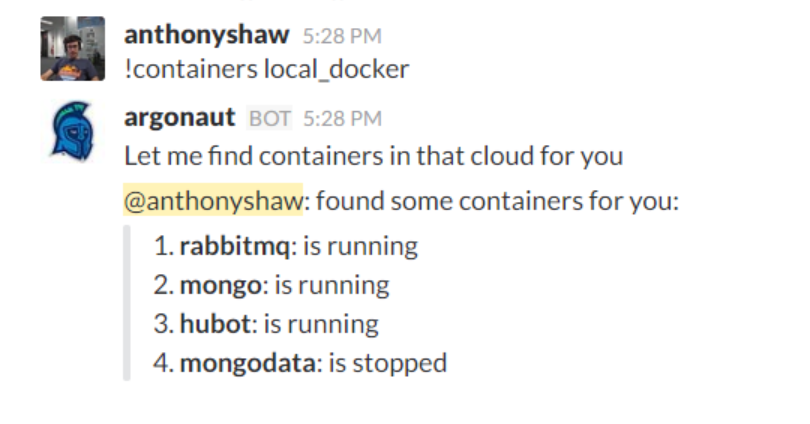 anthonyshaw 5:28 PM
!containers local_docker
argonaut BOT 5:28 PM
Let me find containers in that cloud for you
@anthonyshaw: found some containers for you:
1. rabbitmq: is running
2. mongo: is running
3. hubot: is running
4. mongodata: is stopped